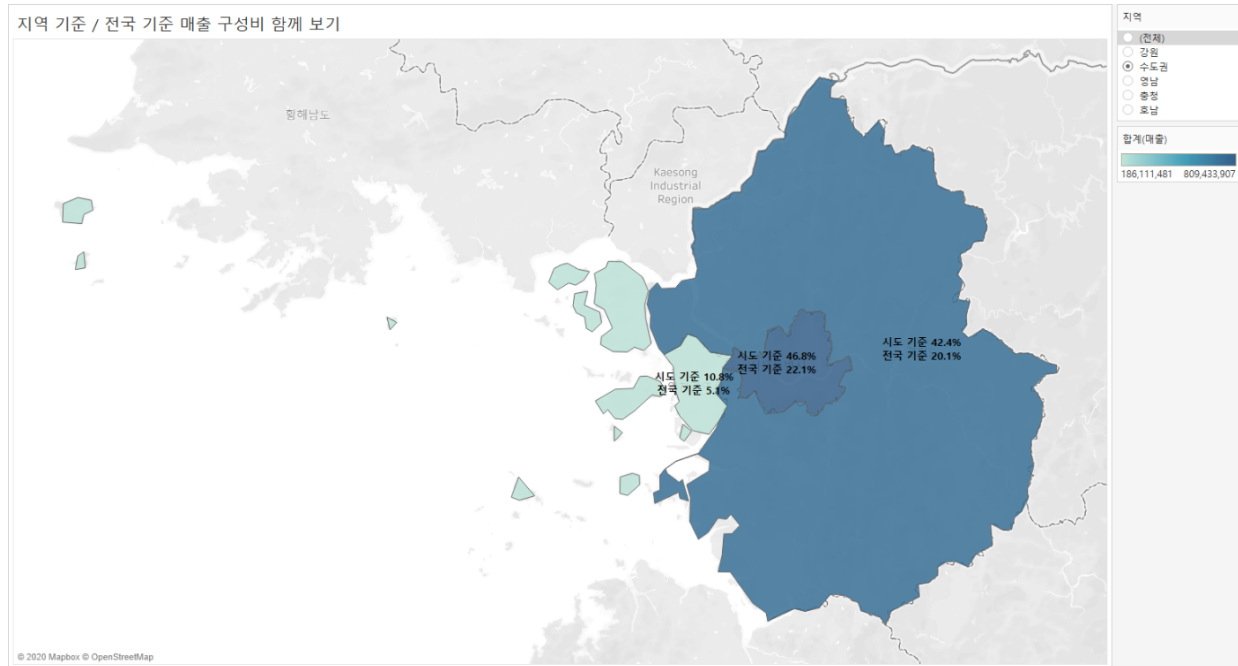 지역 기준 / 전국 기준 매출 구성비 함께 보기
황해남도
Kaesong
Industrial
Region
시도 기준 42.4%
전국 기준 20.1%
시도 기준 46.8%
전국 기준 22.1%
시도 기준 10.8%
전국 기준 5.1%
© 2020 Mapbox © OpenStreetMap
지역
(전체)
강원
수도권
영남
충청
호남
합계(매출)
186,111,481 809,433,907